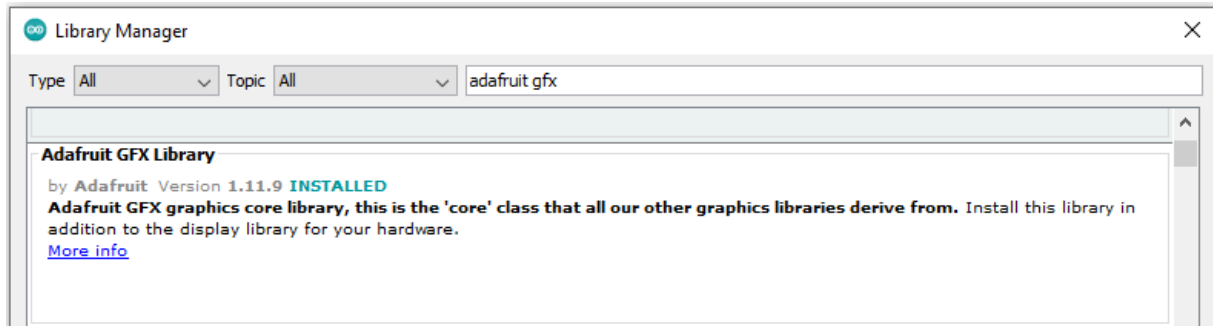 Library Manager
Type All Topic All adafruit gfx
Adafruit GFX Library
by Adafruit Version 1.11.9 INSTALLED
Adafruit GFX graphics core library, this is the 'core' class that all our other graphics libraries derive from. Install this library in
addition to the display library for your hardware.
More info